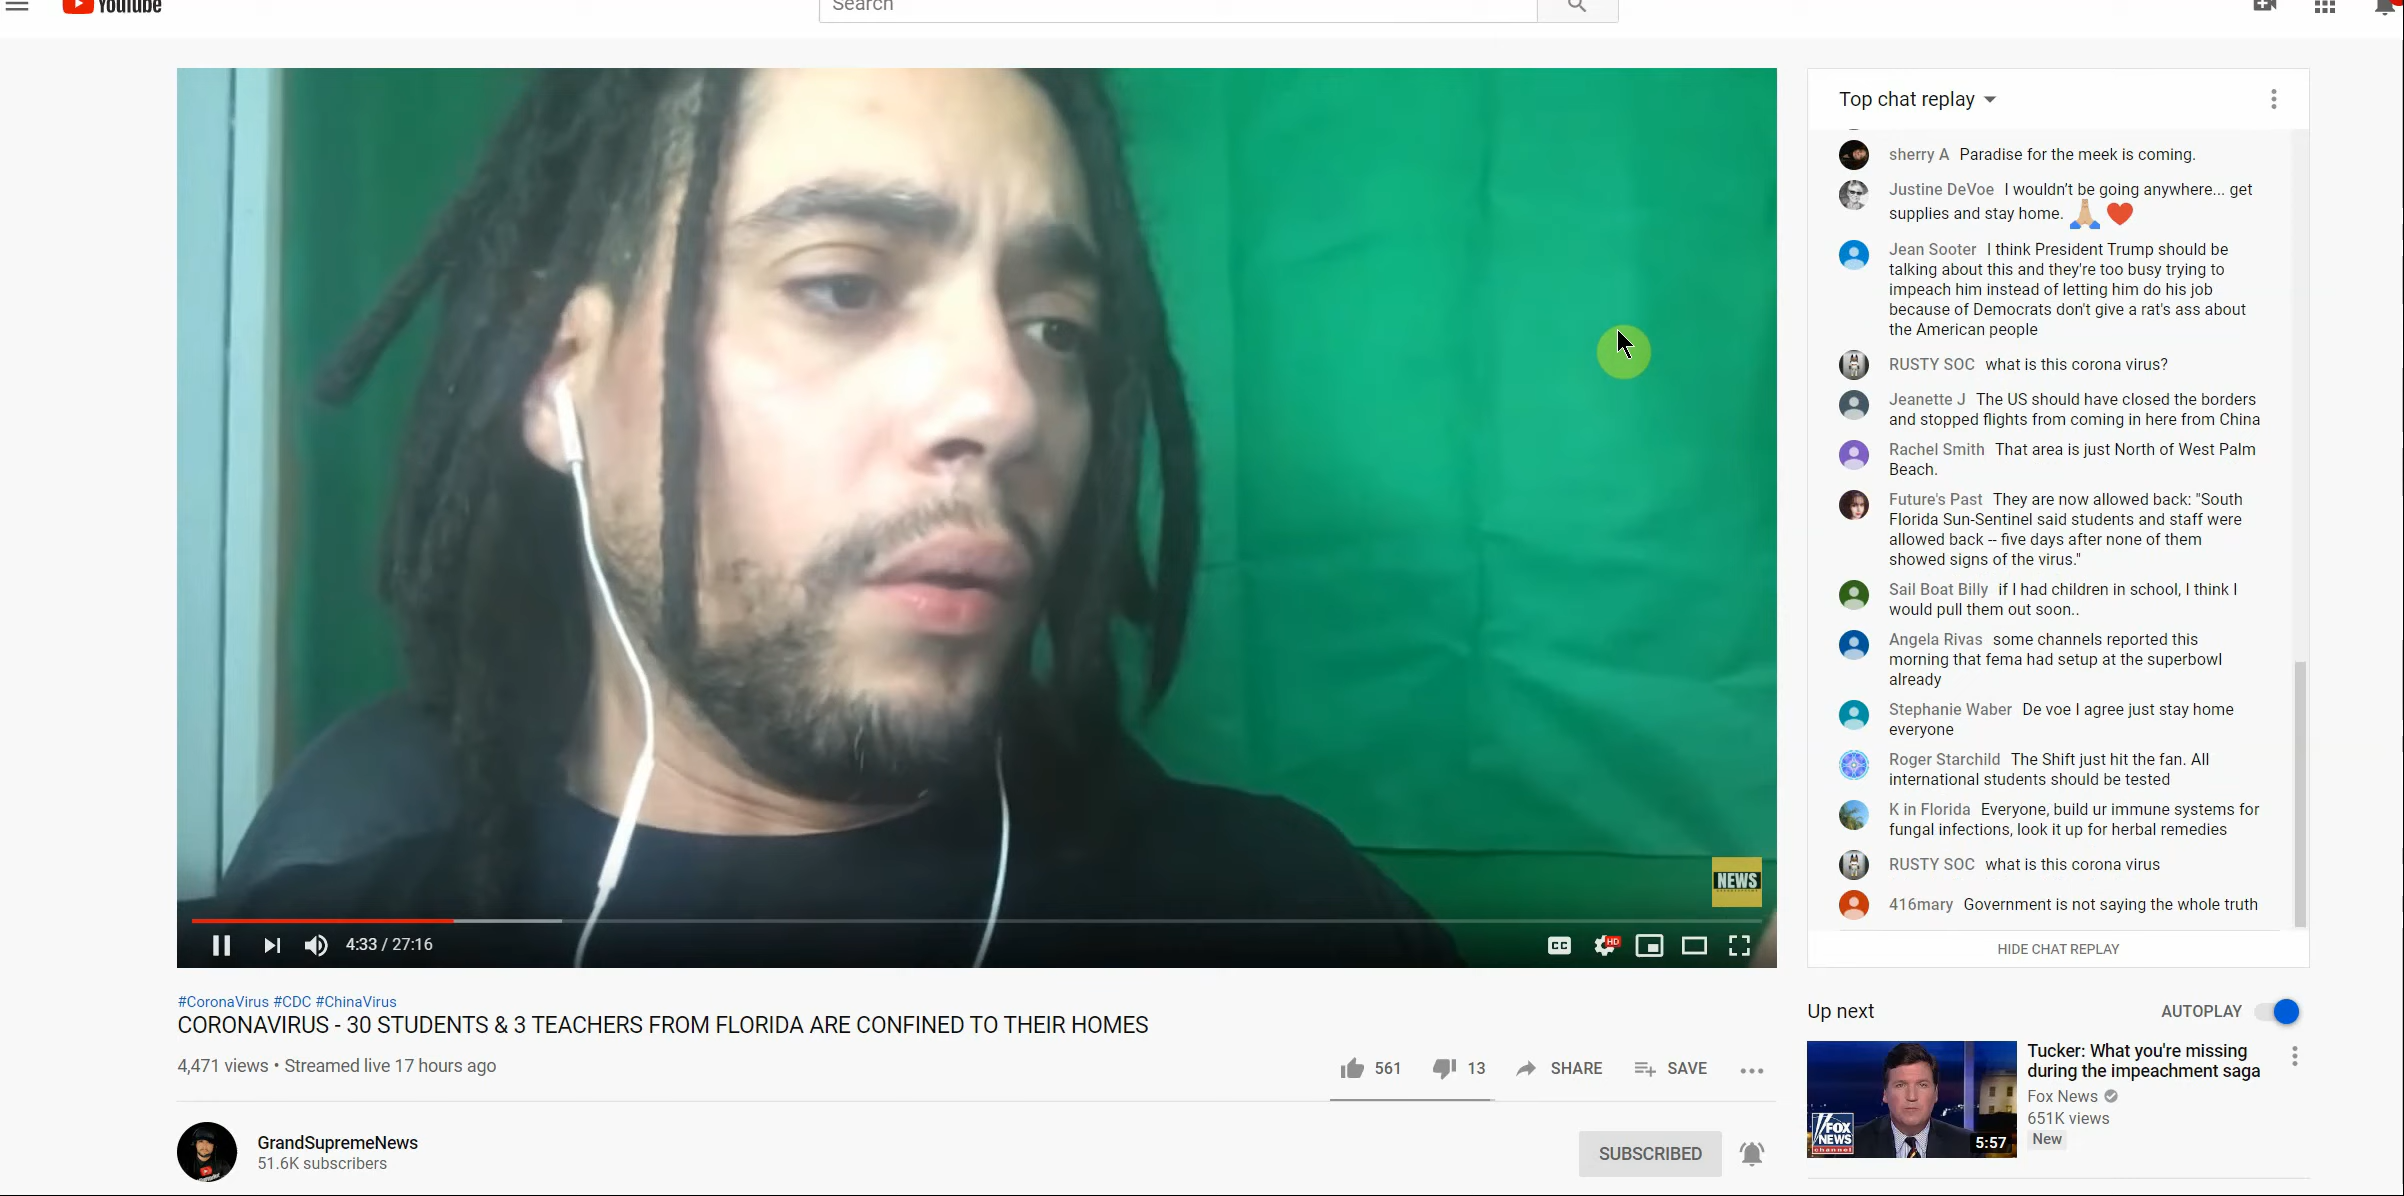 YouTube
Search
Top chat replay
sherry A Paradise for the meek is coming.
Justine DeVoe I wouldn't be going anywhere... get
supplies and stay home. 🙏❤️
Jean Sooter I think President Trump should be
talking about this and they're too busy trying to
impeach him instead of letting him do his job
because of Democrats don't give a rat's ass about
the American people
RUSTY SOC what is this corona virus?
Jeanette J The US should have closed the borders
and stopped flights from coming in here from China
Rachel Smith That area is just North of West Palm
Beach.
Future's Past They are now allowed back: "South
Florida Sun-Sentinel said students and staff were
allowed back -- five days after none of them
showed signs of the virus."
Sail Boat Billy if I had children in school, I think I
would pull them out soon..
Angela Rivas some channels reported this
morning that fema had setup at the superbowl
already
Stephanie Waber De voe I agree just stay home
everyone
Roger Starchild The Shift just hit the fan. All
international students should be tested
K in Florida Everyone, build ur immune systems for
fungal infections, look it up for herbal remedies
RUSTY SOC what is this corona virus
416mary Government is not saying the whole truth
HIDE CHAT REPLAY
NEWS
4:33 / 27:16
CC
HD
#CoronaVirus #CDC #ChinaVirus
CORONAVIRUS - 30 STUDENTS & 3 TEACHERS FROM FLORIDA ARE CONFINED TO THEIR HOMES
4,471 views • Streamed live 17 hours ago
561
13
SHARE
SAVE
GrandSupremeNews
51.6K subscribers
SUBSCRIBED
Up next
AUTOPLAY
Tucker: What you're missing
during the impeachment saga
Fox News
651K views
New
FOX
NEWS
channel
5:57